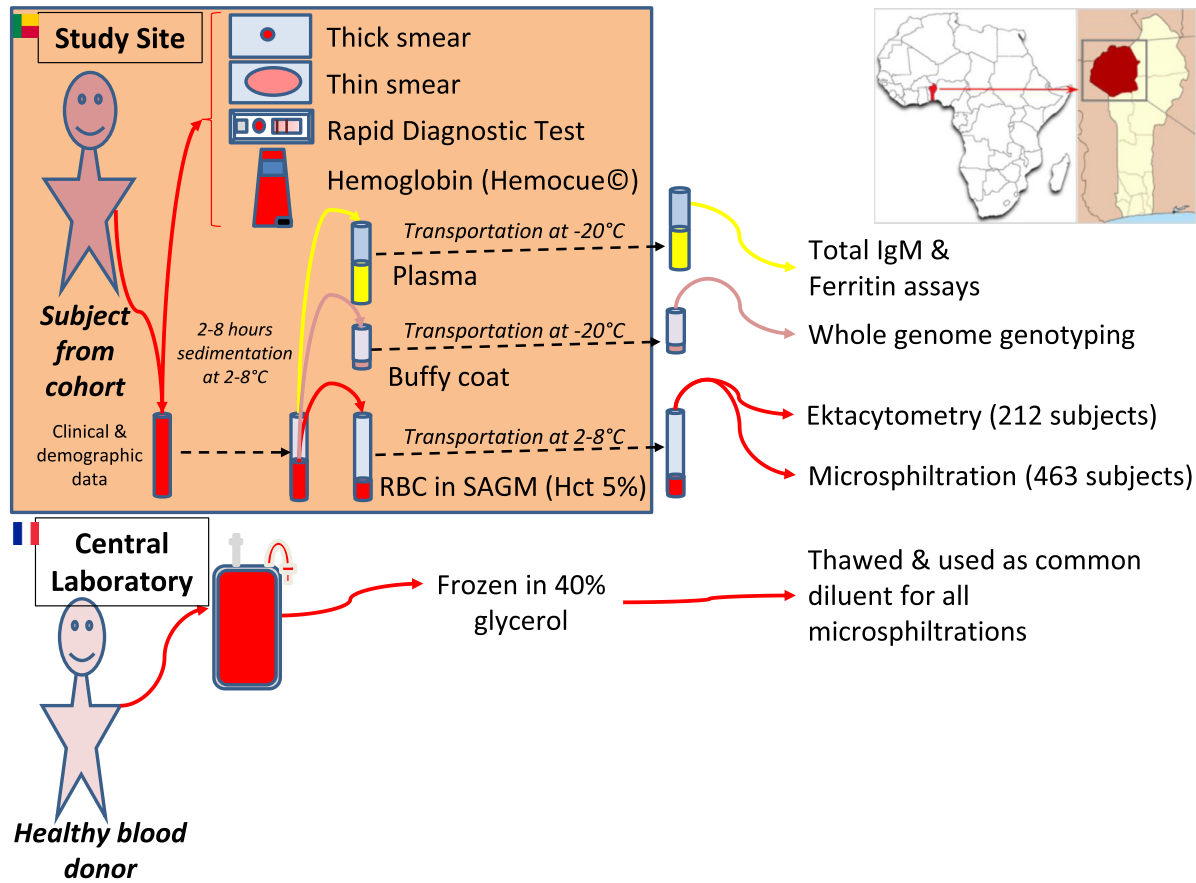 Study Site
Thick smear
Thin smear
Rapid Diagnostic Test
Hemoglobin (Hemocue©)
Subject
from
cohort
Clinical &
demographic
data
2-8 hours
sedimentation
at 2-8°C
Transportation at -20°C
Plasma
Transportation at -20°C
Buffy coat
Transportation at 2-8°C
RBC in SAGM (Hct 5%)
Total IgM &
Ferritin assays
Whole genome genotyping
Ektacytometry (212 subjects)
Microsphiltration (463 subjects)
Central
Laboratory
Healthy blood
donor
Frozen in 40%
glycerol
Thawed & used as common
diluent for all
microsphiltrations